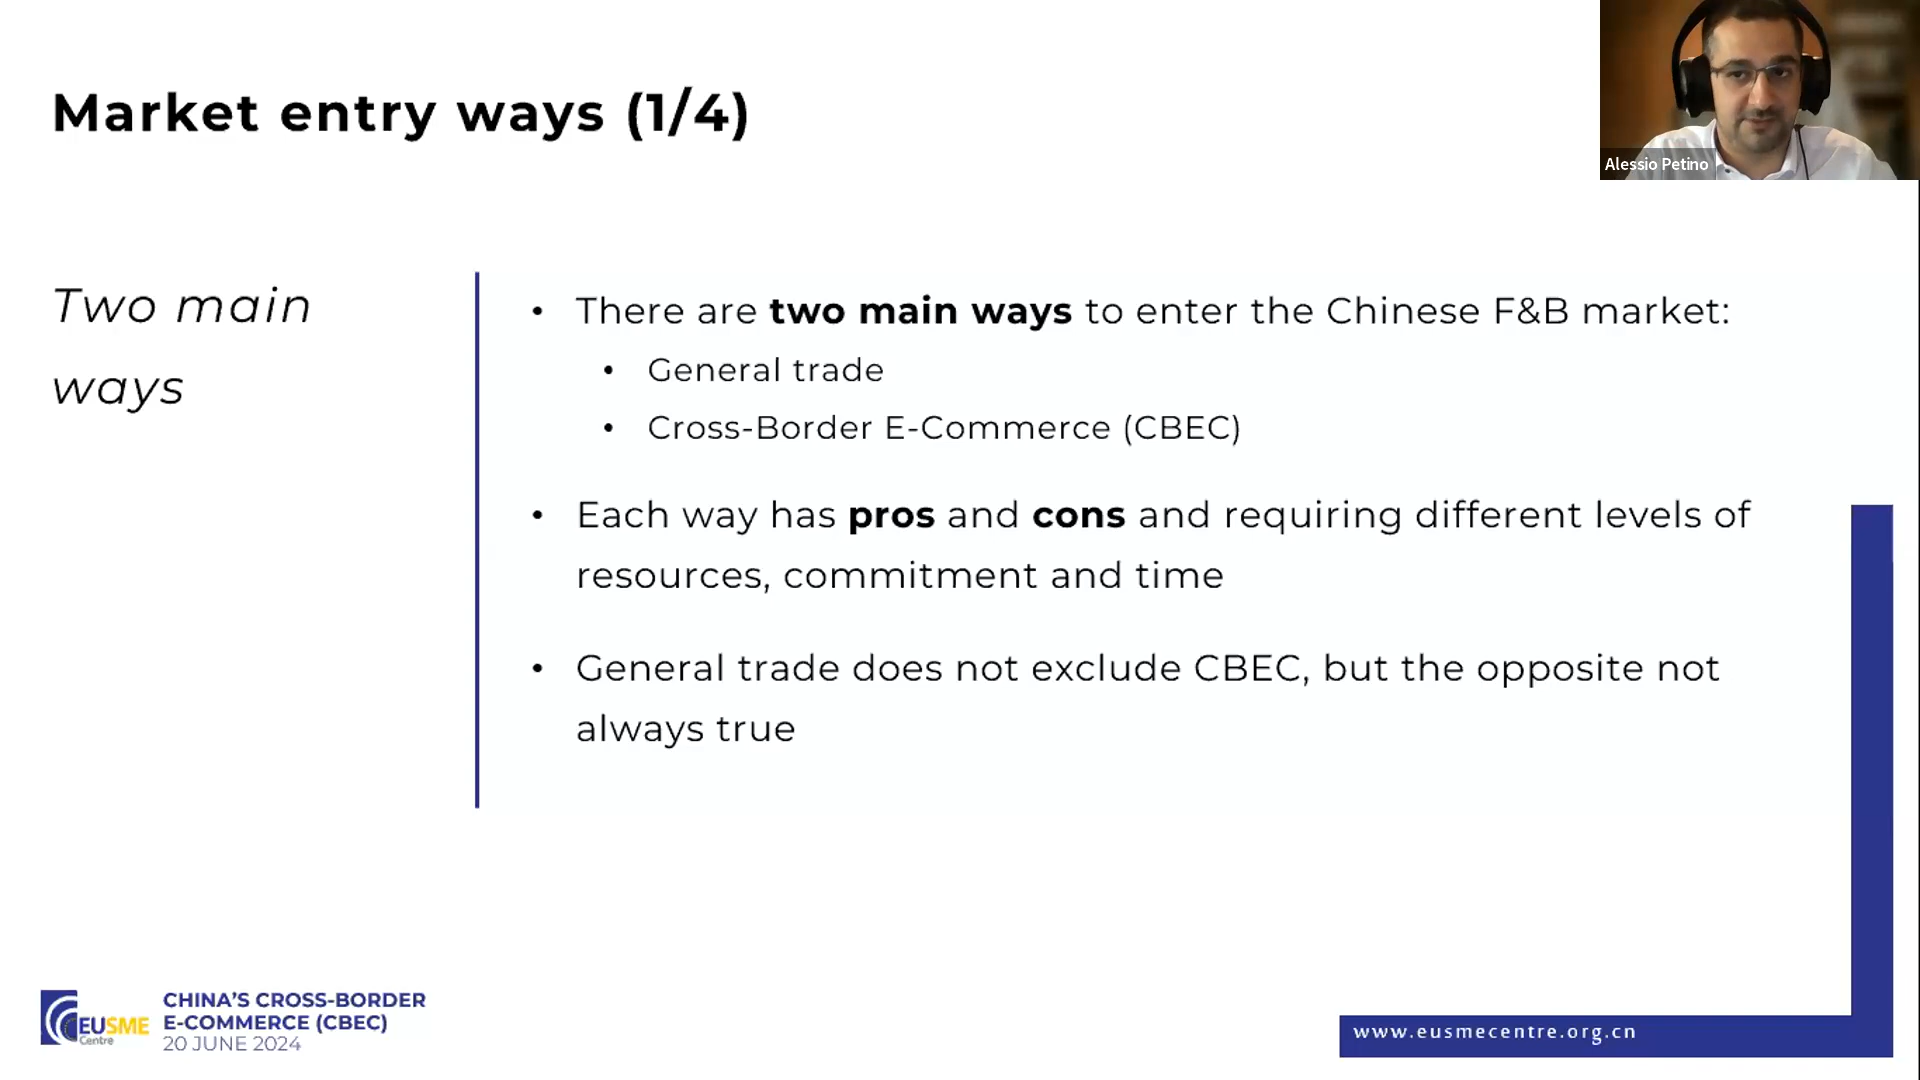 Market entry ways (1/4)
Alessio Petino
Two main
ways
• There are two main ways to enter the Chinese F&B market:
• General trade
• Cross-Border E-Commerce (CBEC)
• Each way has pros and cons and requiring different levels of
resources, commitment and time
• General trade does not exclude CBEC, but the opposite not
always true
EUSME
Centre
CHINA'S CROSS-BORDER
E-COMMERCE (CBEC)
20 JUNE 2024
www.eusmecentre.org.cn